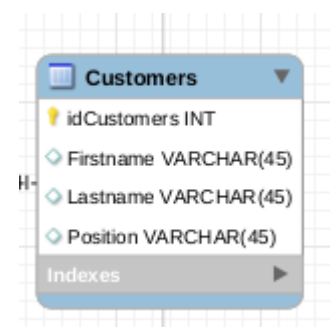 Customers
idCustomers INT
Firstname VARCHAR(45)
Lastname VARCHAR(45)
Position VARCHAR(45)
Indexes